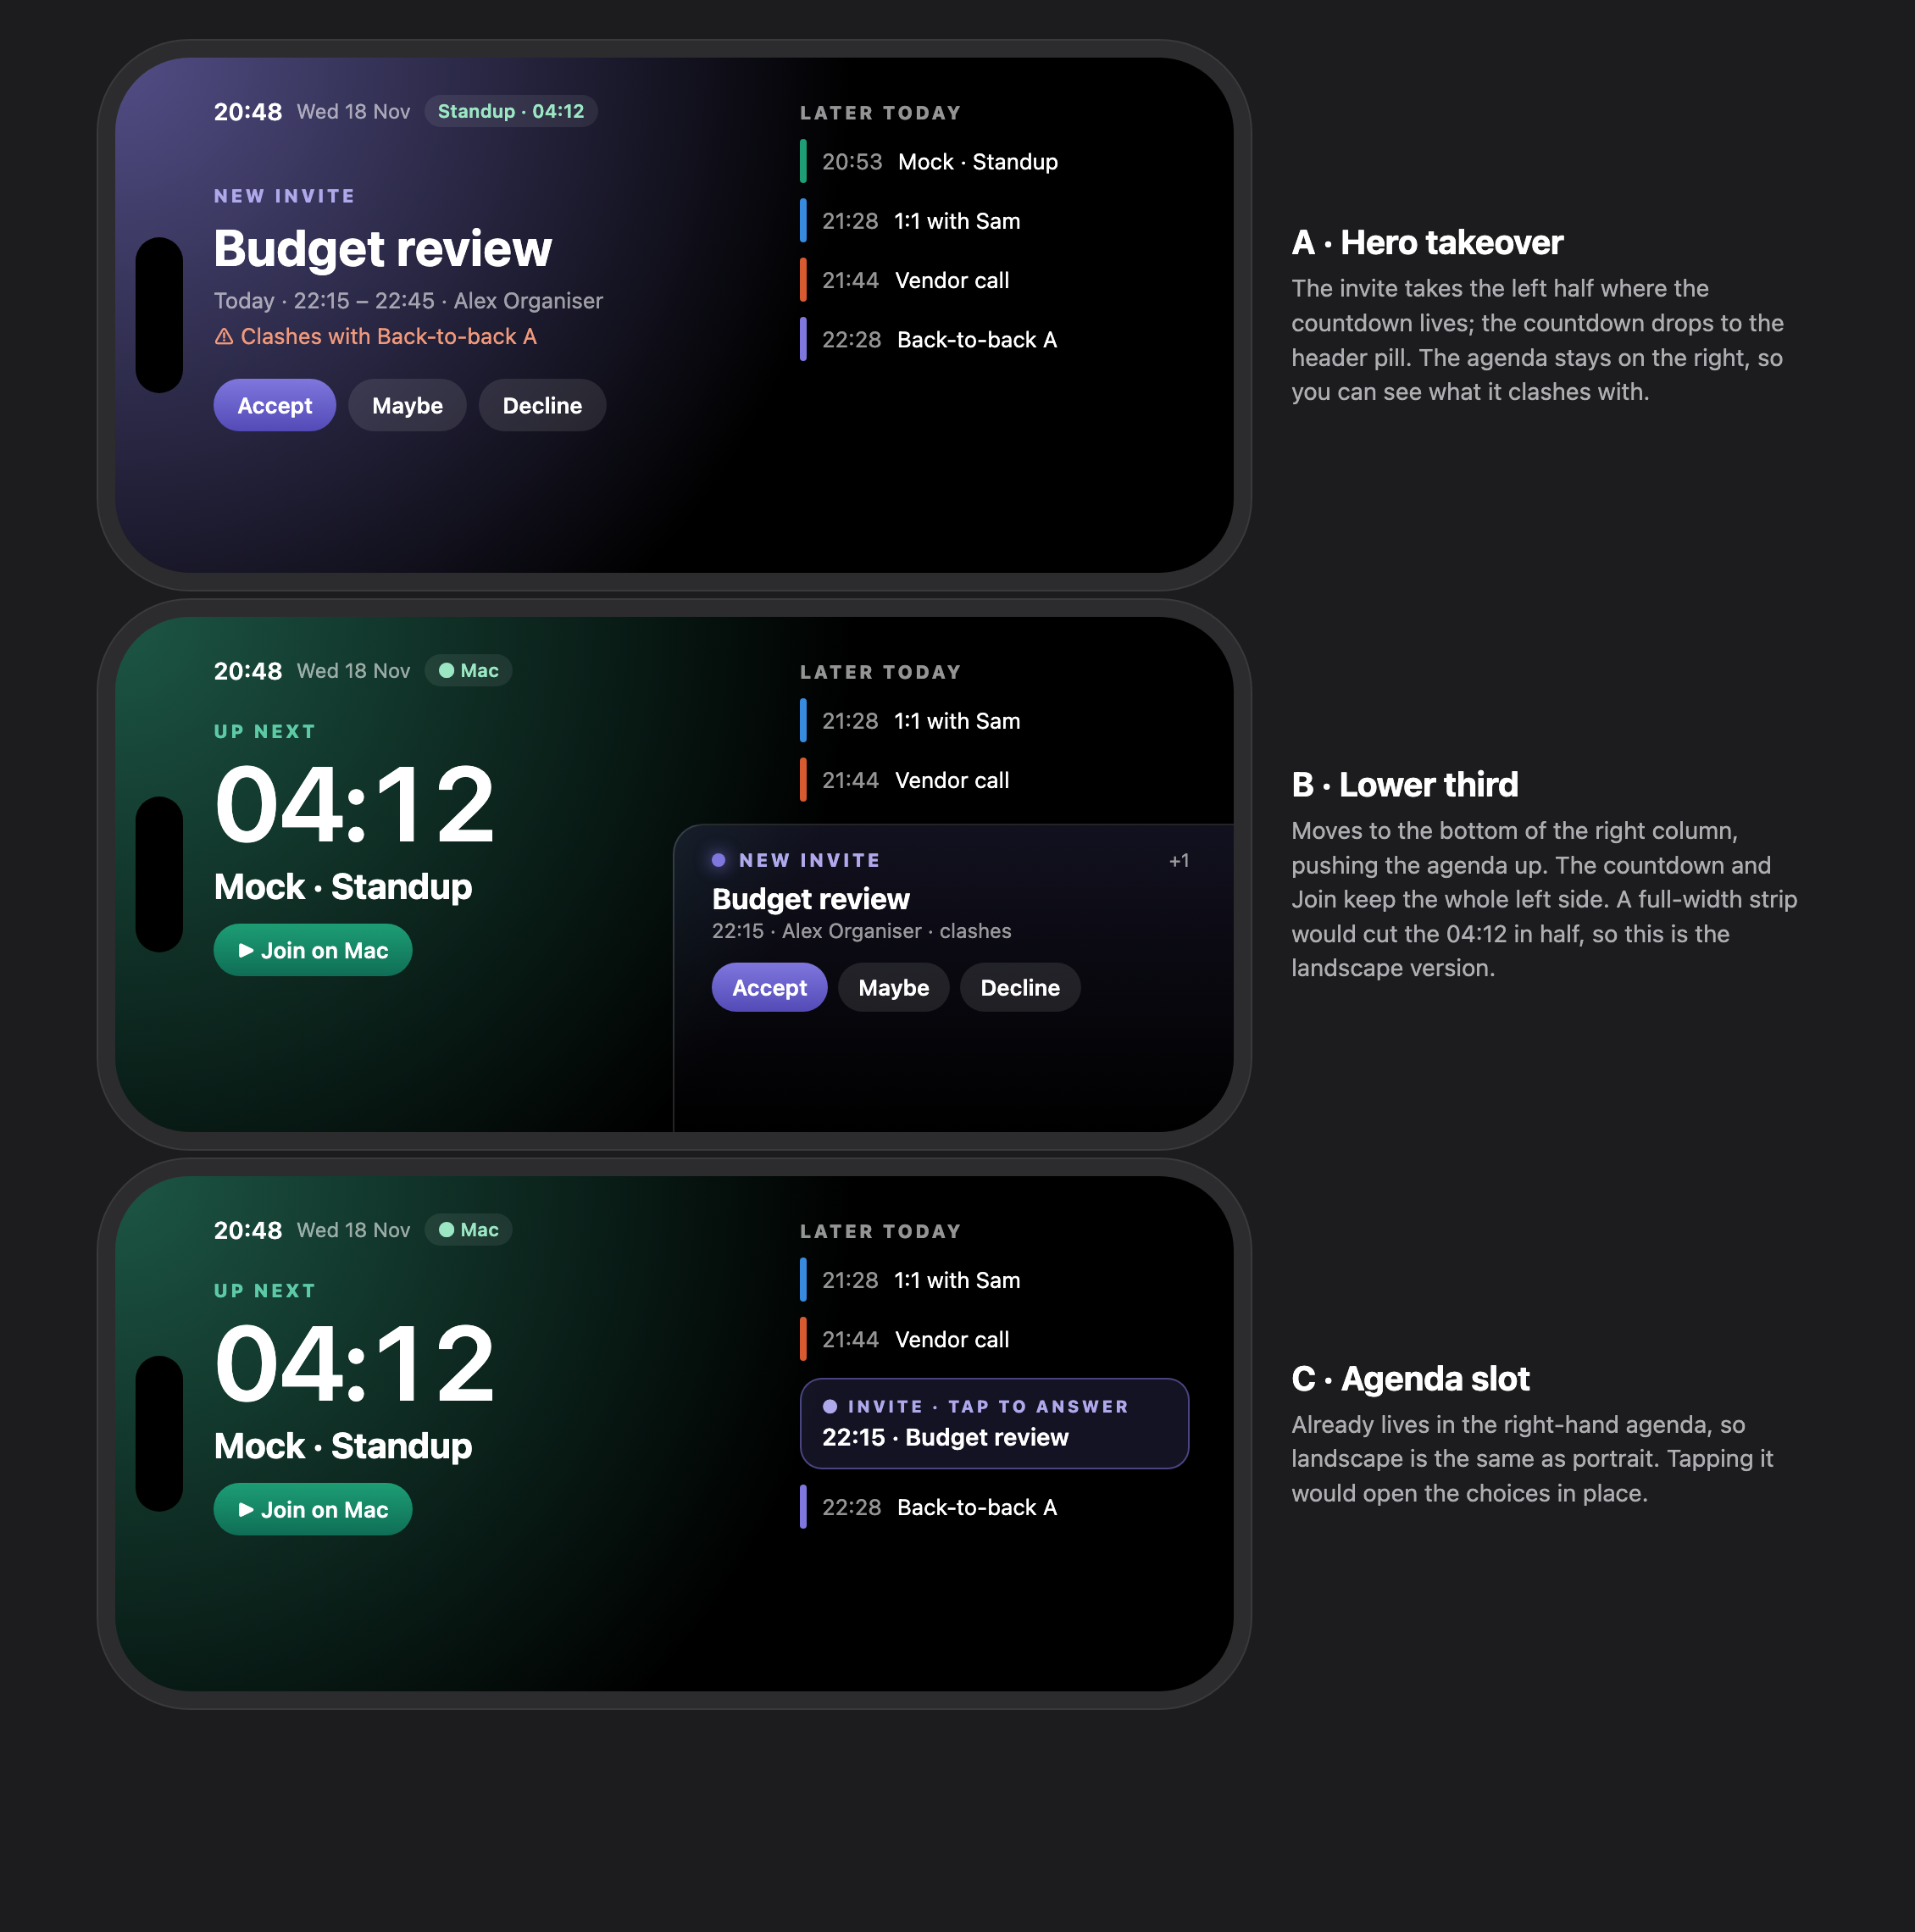 20:48 Wed 18 Nov Standup · 04:12
NEW INVITE
Budget review
Today · 22:15 – 22:45 · Alex Organiser
⚠ Clashes with Back-to-back A
Accept Maybe Decline
LATER TODAY
20:53 Mock · Standup
21:28 1:1 with Sam
21:44 Vendor call
22:28 Back-to-back A
A · Hero takeover
The invite takes the left half where the
countdown lives; the countdown drops to the
header pill. The agenda stays on the right, so
you can see what it clashes with.
20:48 Wed 18 Nov Mac
UP NEXT
04:12
Mock · Standup
Join on Mac
LATER TODAY
21:28 1:1 with Sam
21:44 Vendor call
NEW INVITE +1
Budget review
22:15 · Alex Organiser · clashes
Accept Maybe Decline
B · Lower third
Moves to the bottom of the right column,
pushing the agenda up. The countdown and
Join keep the whole left side. A full-width strip
would cut the 04:12 in half, so this is the
landscape version.
20:48 Wed 18 Nov Mac
UP NEXT
04:12
Mock · Standup
Join on Mac
LATER TODAY
21:28 1:1 with Sam
21:44 Vendor call
INVITE · TAP TO ANSWER
22:15 · Budget review
22:28 Back-to-back A
C · Agenda slot
Already lives in the right-hand agenda, so
landscape is the same as portrait. Tapping it
would open the choices in place.